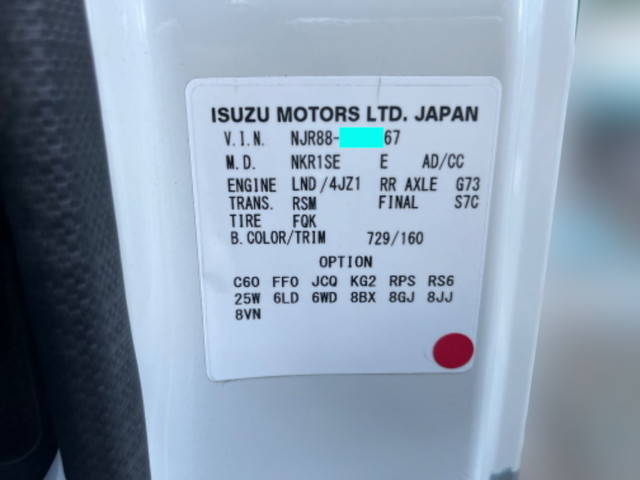 ISUZU MOTORS LTD. JAPAN
V.I.N. NJR88- 67
M.D. NKR1SE E AD/CC
ENGINE LND/4JZ1 RR AXLE G73
TRANS. RSM FINAL S7C
TIRE FQK
B.COLOR/TRIM 729/160
OPTION
C60 FF0 JCQ KG2 RPS RS6
25W 6LD 6WD 8BX 8GJ 8JJ
8VN